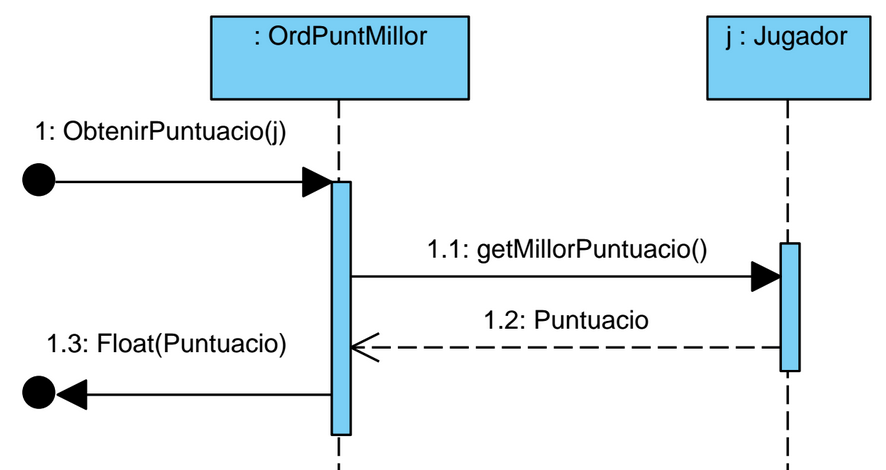 : OrdPuntMillor
j : Jugador
1: ObtenirPuntuacio(j)
1.1: getMillorPuntuacio()
1.2: Puntuacio
1.3: Float(Puntuacio)